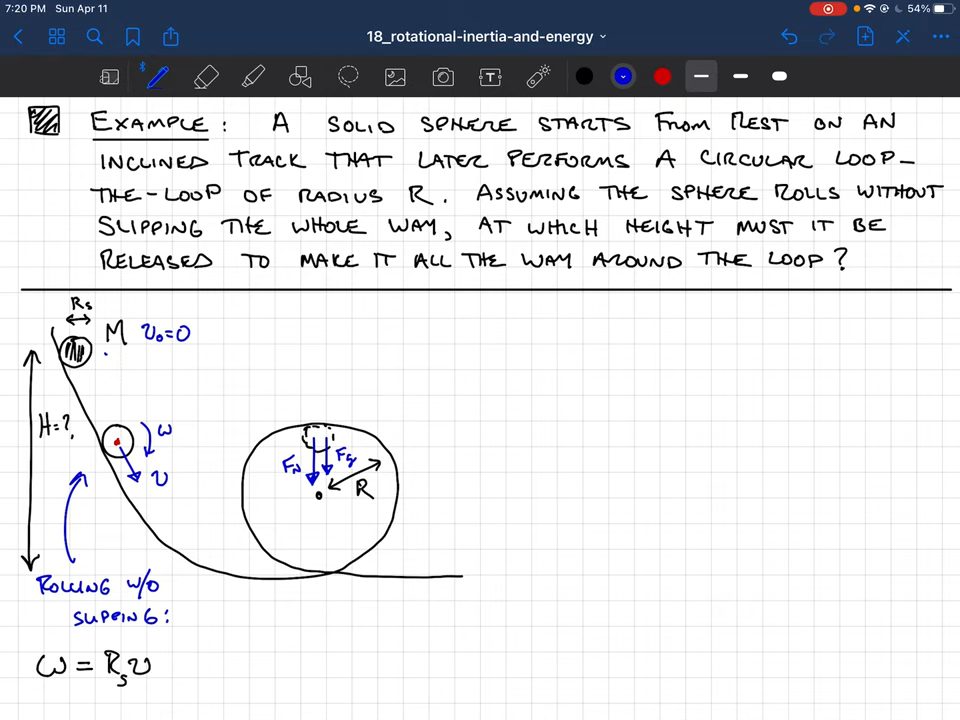 7:20 PM Sun Apr 11
54%
18_rotational-inertia-and-energy
T
EXAMPLE: A SOLID SPHERE STARTS FROM REST ON AN
INCLINED TRACK THAT LATER PERFORMS A CIRCULAR LOOP-
THE-LOOP OF RADIUS R. ASSUMING THE SPHERE ROLLS WITHOUT
SLIPPING THE WHOLE WAY, AT WHICH HEIGHT MUST IT BE
RELEASED TO MAKE IT ALL THE WAY AROUND THE LOOP?
Rs
M v₀=0
H=?
ω
v
FN Fg
R
ROLLING W/O
SLIPPING:
ω = Rsv